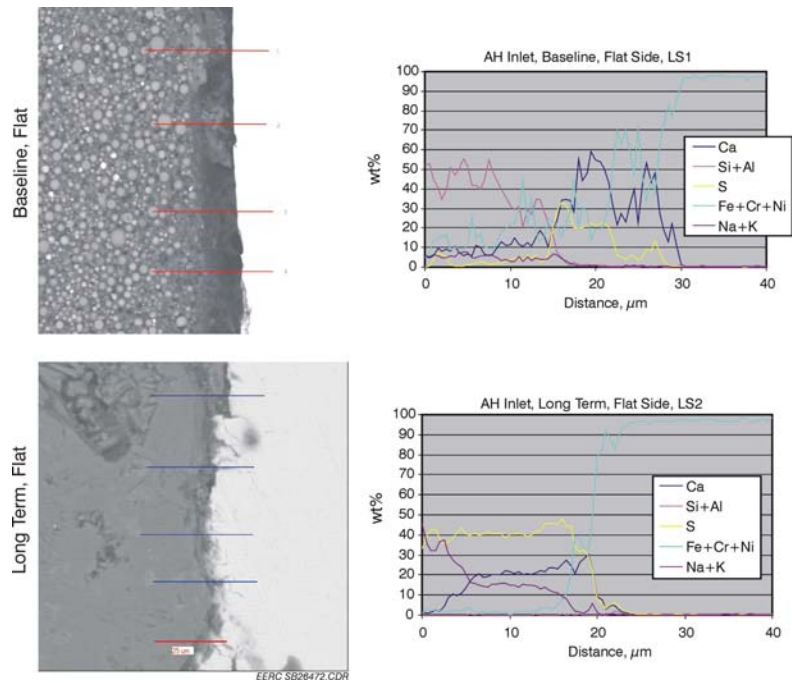 Baseline, Flat
AH Inlet, Baseline, Flat Side, LS1
wt%
100
90
80
70
60
50
40
30
20
10
0
0 10 20 30 40
Distance, µm
Ca
Si+Al
S
Fe+Cr+Ni
Na+K
Long Term, Flat
25 um
EERC SB26472.CDR
AH Inlet, Long Term, Flat Side, LS2
wt%
100
90
80
70
60
50
40
30
20
10
0
0 10 20 30 40
Distance, µm
Ca
Si+Al
S
Fe+Cr+Ni
Na+K